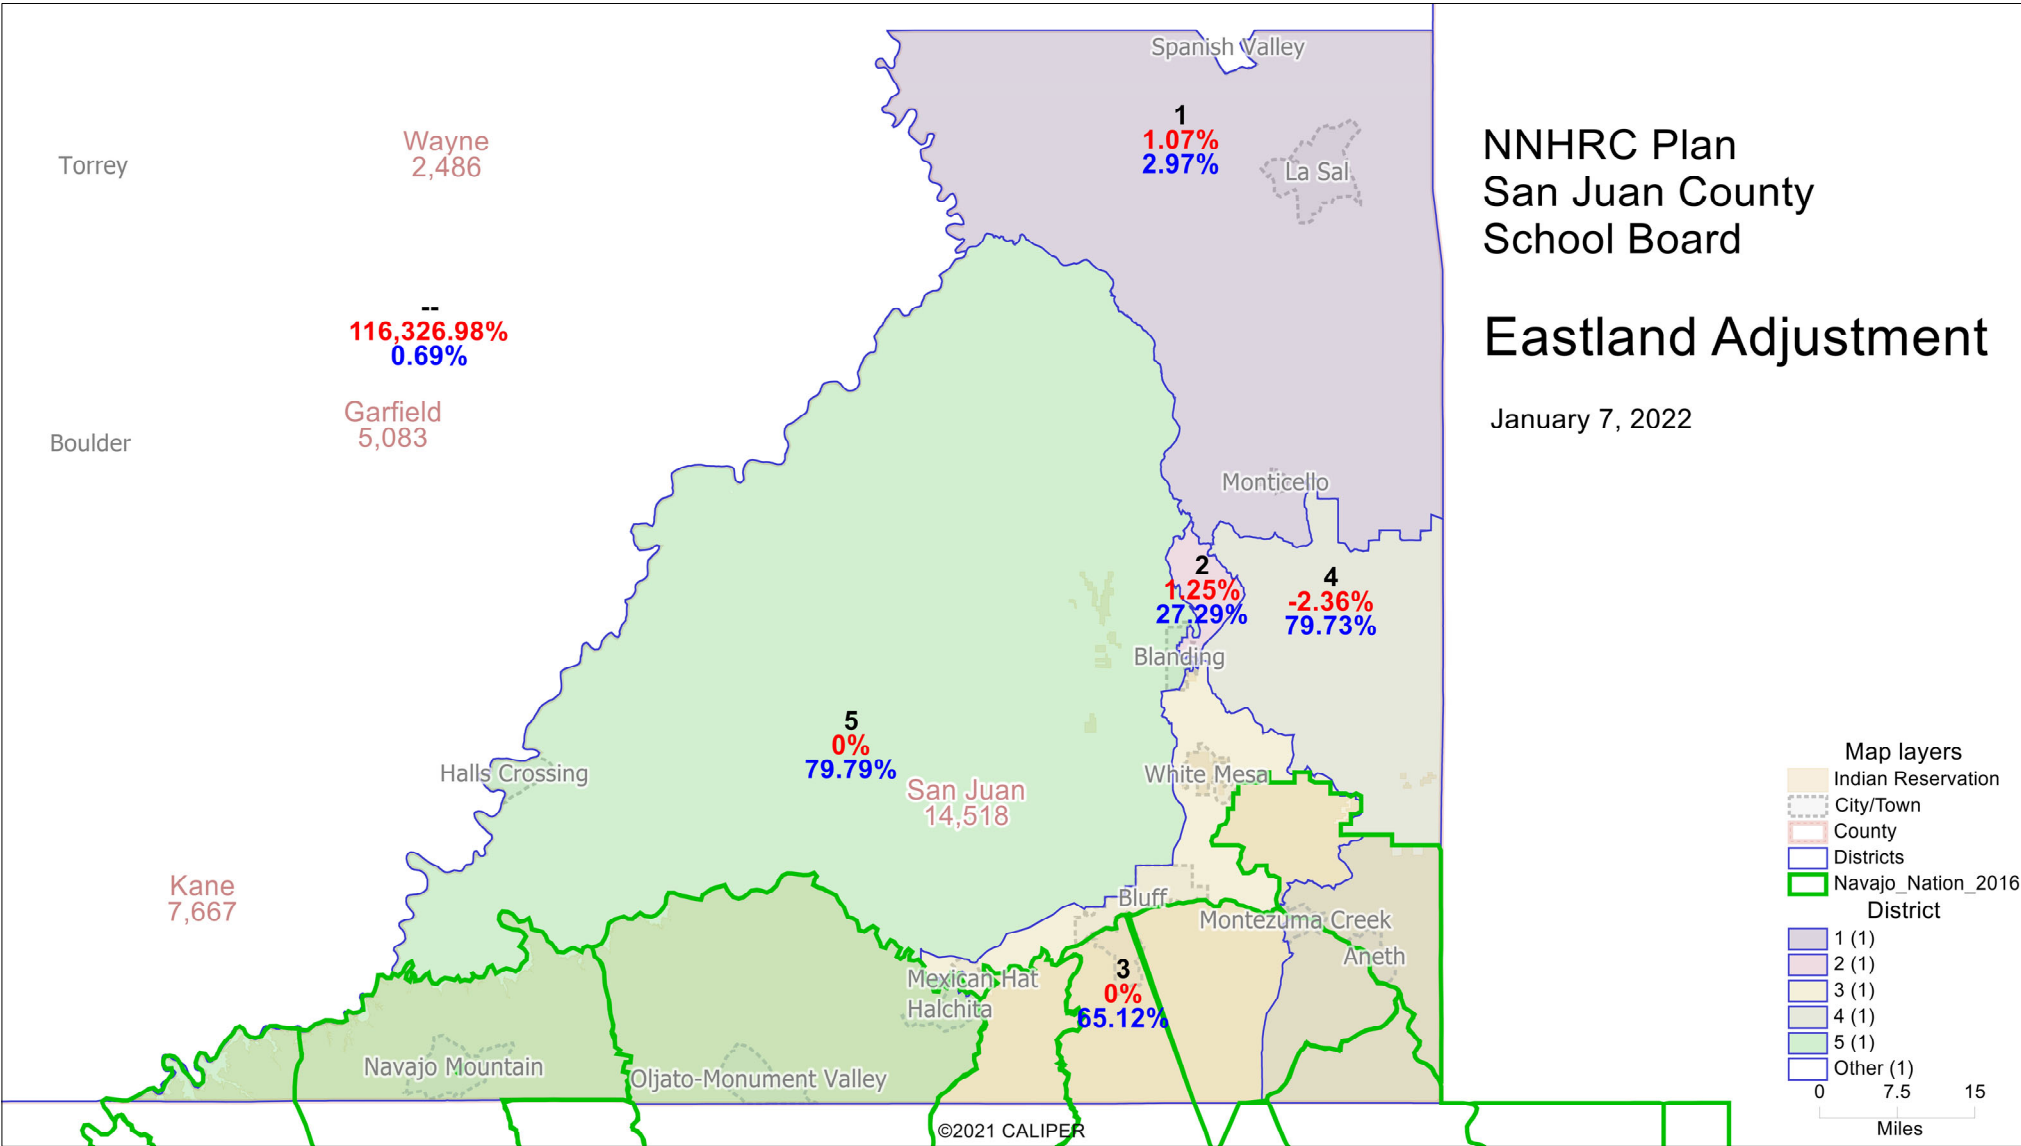 Spanish Valley
1
1.07%
2.97%
La Sal
NNHRC Plan
San Juan County
School Board
Eastland Adjustment
January 7, 2022
Wayne
2,486
Torrey
--
116,326.98%
0.69%
Garfield
5,083
Boulder
Monticello
2
1.25%
27.29%
4
-2.36%
79.73%
Blanding
5
0%
79.79%
Halls Crossing
San Juan
14,518
White Mesa
Kane
7,667
Bluff
Montezuma Creek
Aneth
Mexican Hat
Halchita
3
0%
65.12%
Navajo Mountain
Oljato-Monument Valley
Map layers
Indian Reservation
City/Town
County
Districts
Navajo_Nation_2016
District
1 (1)
2 (1)
3 (1)
4 (1)
5 (1)
Other (1)
0 7.5 15
Miles
©2021 CALIPER